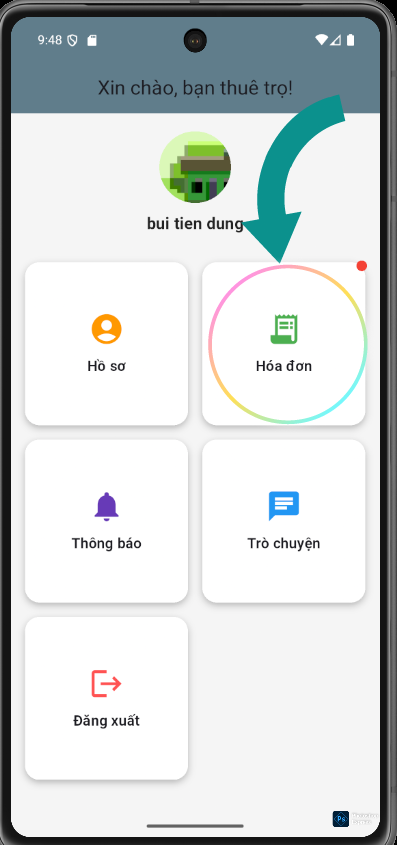 9:48
Xin chào, bạn thuê trọ!
bui tien dung
Hồ sơ
Hóa đơn
Thông báo
Trò chuyện
Đăng xuất
Ps